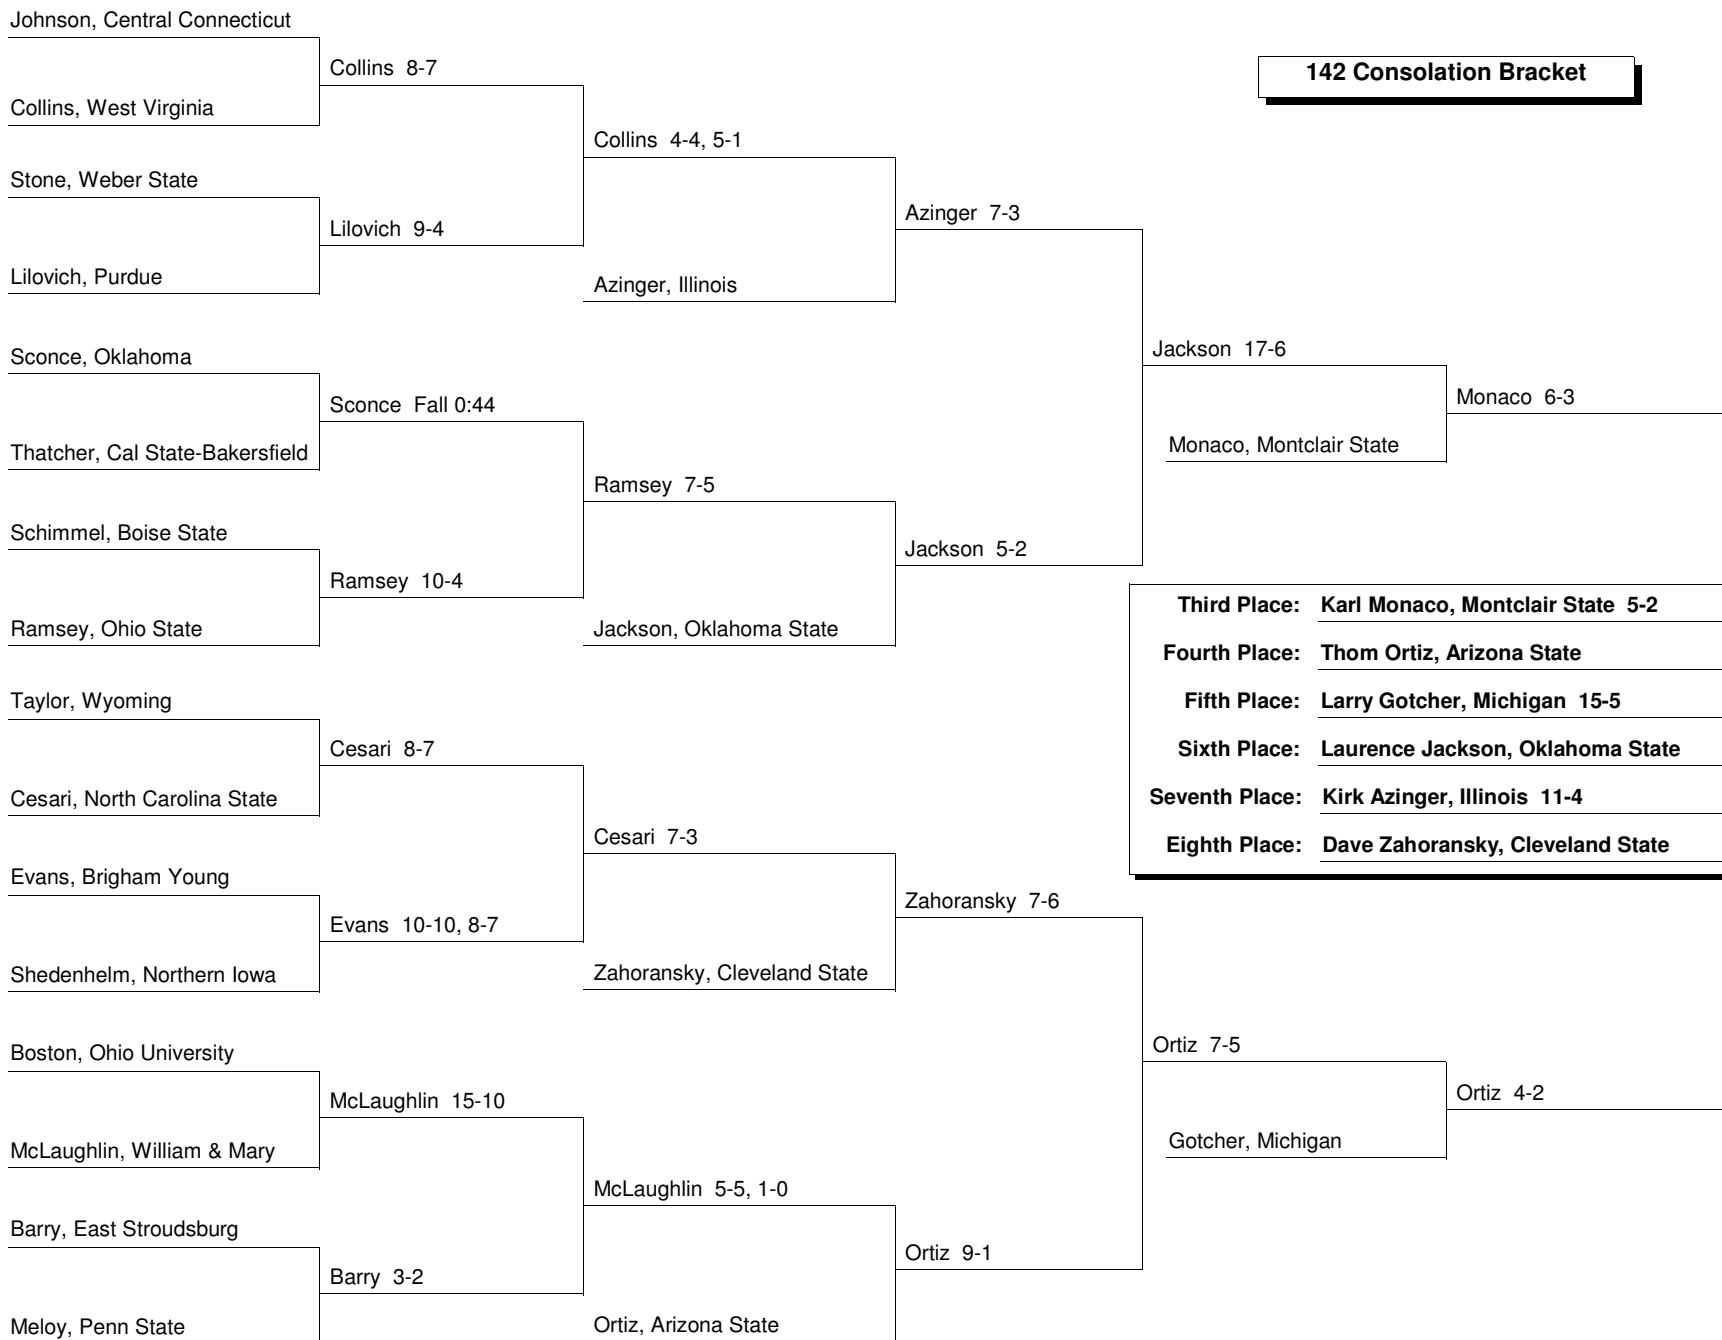 Johnson, Central Connecticut
Collins 8-7
142 Consolation Bracket
Collins, West Virginia
Collins 4-4, 5-1
Stone, Weber State
Azinger 7-3
Lilovich 9-4
Lilovich, Purdue
Azinger, Illinois
Jackson 17-6
Sconce, Oklahoma
Monaco 6-3
Sconce Fall 0:44
Monaco, Montclair State
Thatcher, Cal State-Bakersfield
Ramsey 7-5
Schimmel, Boise State
Jackson 5-2
Ramsey 10-4
Ramsey, Ohio State
Jackson, Oklahoma State
Third Place: Karl Monaco, Montclair State 5-2
Fourth Place: Thom Ortiz, Arizona State
Fifth Place: Larry Gotcher, Michigan 15-5
Sixth Place: Laurence Jackson, Oklahoma State
Seventh Place: Kirk Azinger, Illinois 11-4
Eighth Place: Dave Zahoransky, Cleveland State
Taylor, Wyoming
Cesari 8-7
Cesari, North Carolina State
Cesari 7-3
Evans, Brigham Young
Zahoransky 7-6
Evans 10-10, 8-7
Shedenhelm, Northern Iowa
Zahoransky, Cleveland State
Boston, Ohio University
Ortiz 7-5
McLaughlin 15-10
Ortiz 4-2
McLaughlin, William & Mary
Gotcher, Michigan
McLaughlin 5-5, 1-0
Barry, East Stroudsburg
Ortiz 9-1
Barry 3-2
Meloy, Penn State
Ortiz, Arizona State